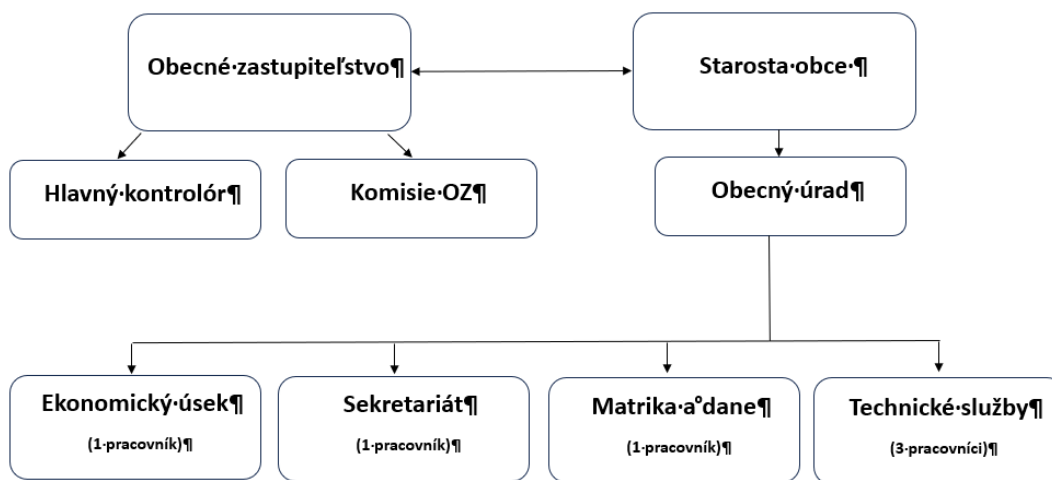 Obecné·zastupiteľstvo¶
Starosta·obce·¶
Hlavný·kontrolór¶
Komisie·OZ¶
Obecný·úrad¶
Ekonomický·úsek¶
(1·pracovník)¶
Sekretariát¶
(1·pracovník)¶
Matrika·a°dane¶
(1·pracovník)¶
Technické·služby¶
(3·pracovníci)¶